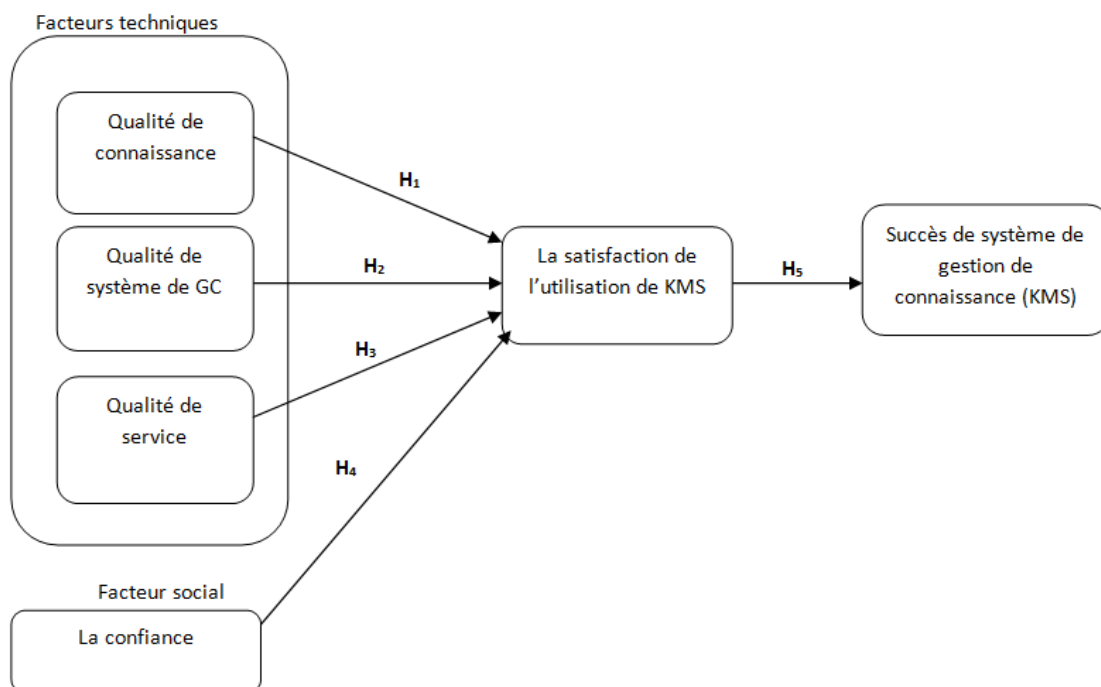 Facteurs techniques
Qualité de
connaissance
H₁
Qualité de
système de GC
H₂
La satisfaction de
l'utilisation de KMS
H₅
Succès de système de
gestion de
connaissance (KMS)
H₃
Qualité de
service
H₄
Facteur social
La confiance